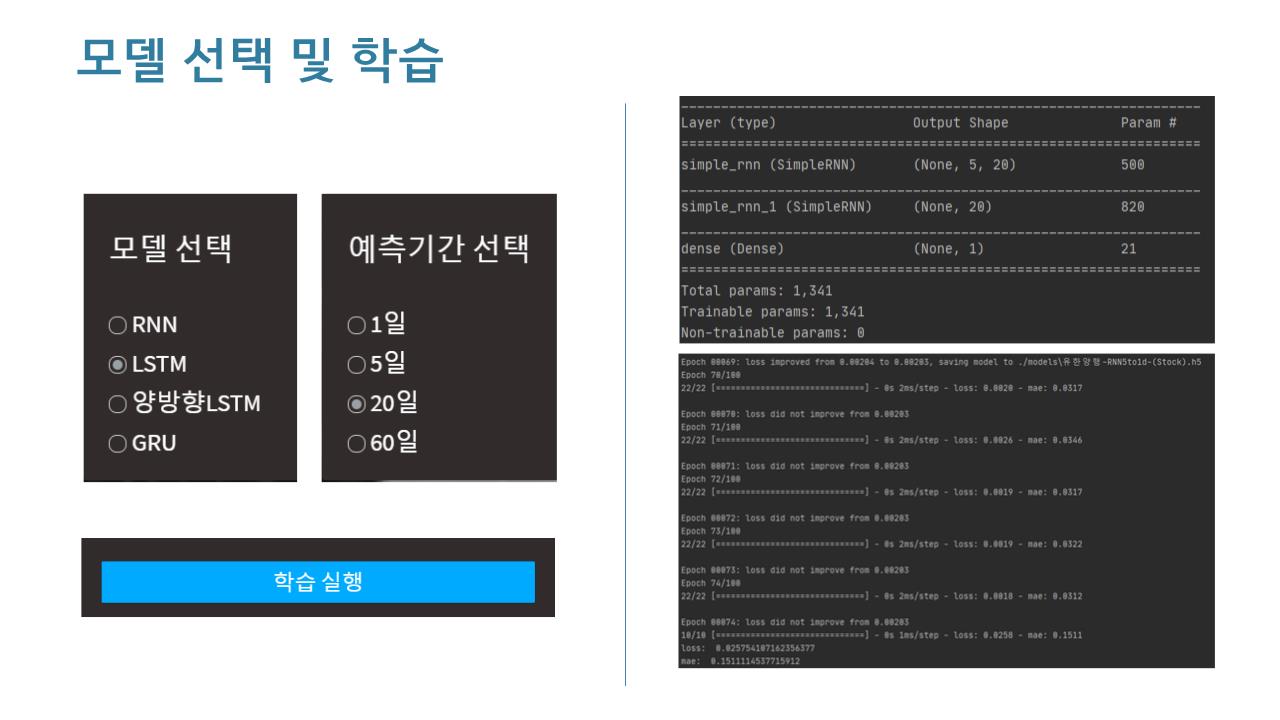 모델 선택 및 학습
모델 선택
RNN
LSTM
양방향LSTM
GRU
예측기간 선택
1일
5일
20일
60일
학습 실행
Layer (type) Output Shape Param #
simple_rnn (SimpleRNN) (None, 5, 20) 500
simple_rnn_1 (SimpleRNN) (None, 20) 820
dense (Dense) (None, 1) 21
Total params: 1,341
Trainable params: 1,341
Non-trainable params: 0
Epoch 00069: loss improved from 0.00204 to 0.00203, saving model to ./models\유한양행-RNN5to1d-(Stock).h5
Epoch 70/100
22/22 [==============================] - 0s 2ms/step - loss: 0.0020 - mae: 0.0317
Epoch 00070: loss did not improve from 0.00203
Epoch 71/100
22/22 [==============================] - 0s 2ms/step - loss: 0.0026 - mae: 0.0346
Epoch 00071: loss did not improve from 0.00203
Epoch 72/100
22/22 [==============================] - 0s 2ms/step - loss: 0.0019 - mae: 0.0317
Epoch 00072: loss did not improve from 0.00203
Epoch 73/100
22/22 [==============================] - 0s 2ms/step - loss: 0.0019 - mae: 0.0322
Epoch 00073: loss did not improve from 0.00203
Epoch 74/100
22/22 [==============================] - 0s 2ms/step - loss: 0.0018 - mae: 0.0312
Epoch 00074: loss did not improve from 0.00203
10/10 [==============================] - 0s 1ms/step - loss: 0.0258 - mae: 0.1511
loss: 0.025754107162356377
mae: 0.1511114537715912